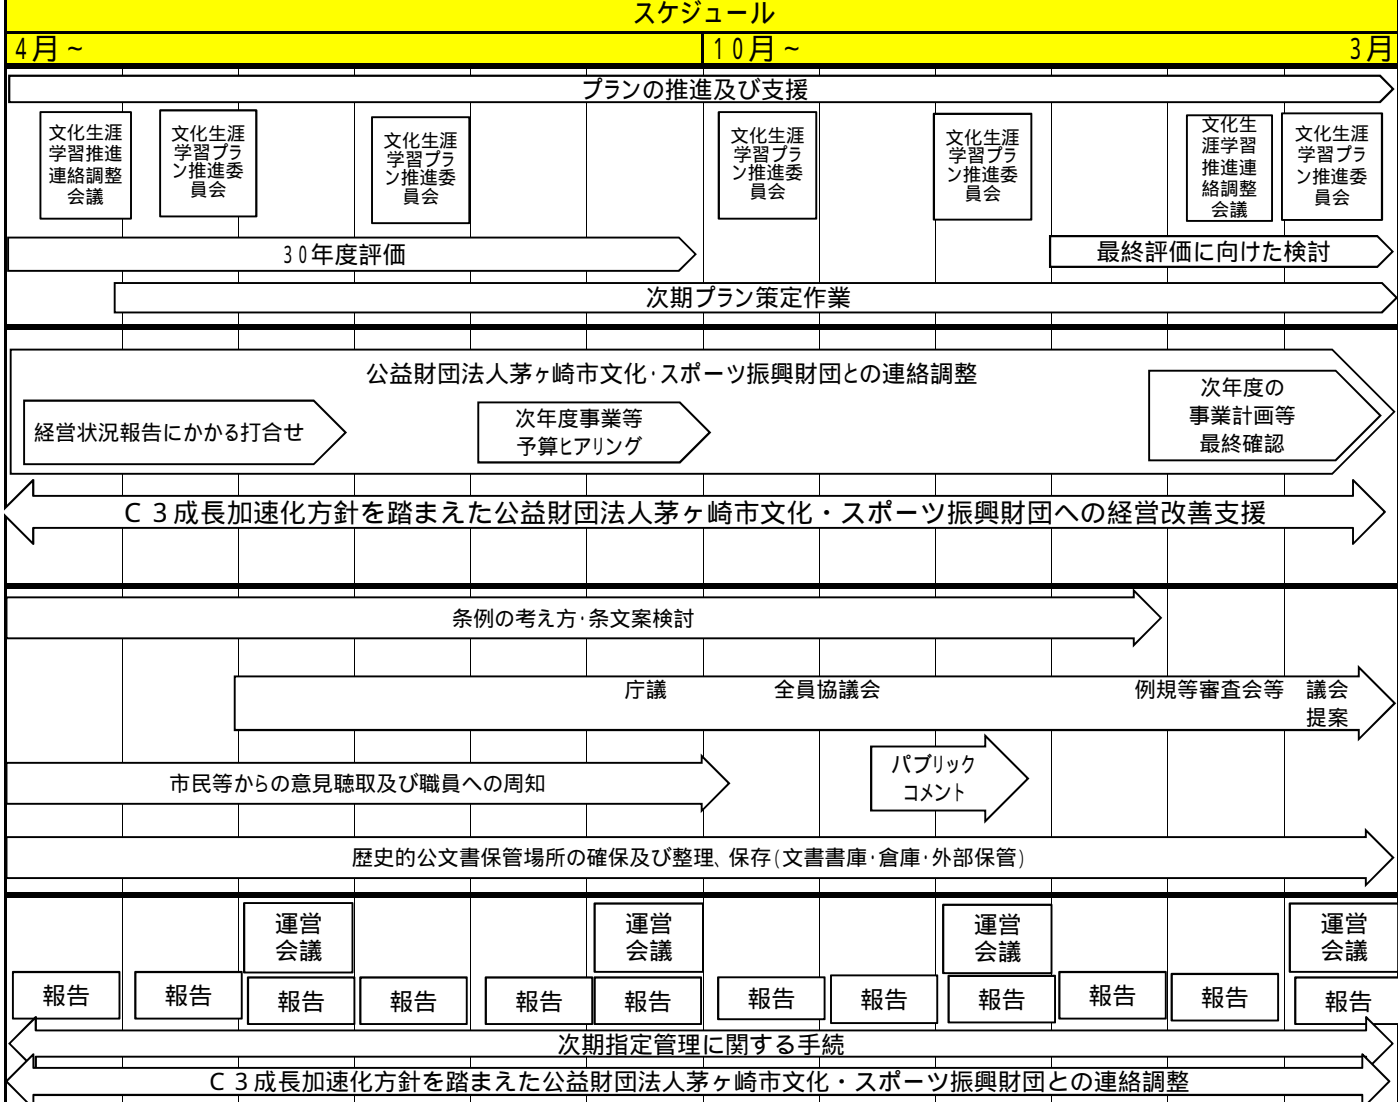 スケジュール
4月～
10月～
3月
プランの推進及び支援
文化生涯
学習推進
連絡調整
会議
文化生涯
学習プラ
ン推進委
員会
文化生涯
学習プラ
ン推進委
員会
文化生涯
学習プラ
ン推進委
員会
文化生涯
学習プラ
ン推進委
員会
文化生
涯学習
推進連
絡調整
会議
文化生涯
学習プラ
ン推進委
員会
30年度評価
最終評価に向けた検討
次期プラン策定作業
公益財団法人茅ヶ崎市文化・スポーツ振興財団との連絡調整
経営状況報告にかかる打合せ
次年度事業等
予算ヒアリング
次年度の
事業計画等
最終確認
Ｃ３成長加速化方針を踏まえた公益財団法人茅ヶ崎市文化・スポーツ振興財団への経営改善支援
条例の考え方・条文案検討
庁議
全員協議会
例規等審査会等
議会
提案
市民等からの意見聴取及び職員への周知
パブリック
コメント
歴史的公文書保管場所の確保及び整理、保存（文書書庫・倉庫・外部保管）
運営
会議
運営
会議
運営
会議
運営
会議
報告
報告
報告
報告
報告
報告
報告
報告
報告
報告
報告
報告
次期指定管理に関する手続
Ｃ３成長加速化方針を踏まえた公益財団法人茅ヶ崎市文化・スポーツ振興財団との連絡調整